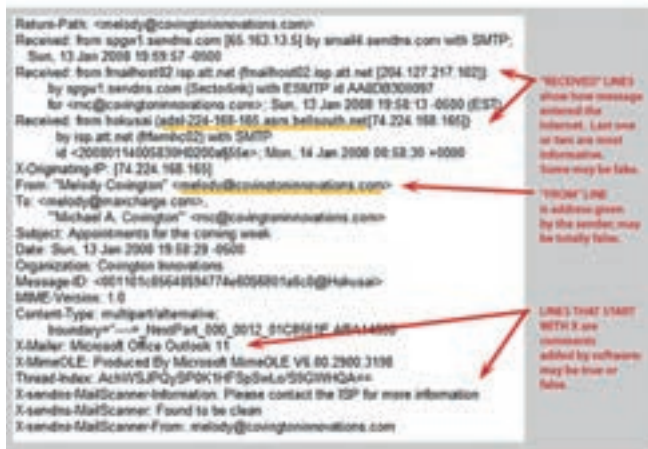 Return-Path: <melody@covingtoninnovations.com>
Received: from spgw1.sendns.com [65.163.13.5] by small4.sendns.com with SMTP;
Sun, 13 Jan 2008 19:59:57 -0500
Received: from fmailhost02.isp.att.net (fmailhost02.isp.att.net [204.127.217.102])
by spgw1.sendns.com (Sectorlink) with ESMTP id
for <mc@covingtoninnovations.com>; Sun, 13 Jan 2008 19:58:13 -0500 (EST)
Received: from hokusai (adsl-224-168-165.asm.bellsouth.net[74.224.168.165])
by isp.att.net with SMTP
id Mon, 14 Jan 2008 00:58:30 +0000
X-Originating-IP: [74.224.168.165]
From: "Melody Covington" <melody@covingtoninnovations.com>
To: <melody@maxcharge.com>,
"Michael A. Covington" <mc@covingtoninnovations.com>
Subject: Appointments for the coming week
Date: Sun, 13 Jan 2008 19:58:29 -0500
Organization: Covington Innovations
Message-ID:
MIME-Version: 1.0
Content-Type: multipart/alternative;
X-Mailer: Microsoft Office Outlook 11
X-MimeOLE: Produced By Microsoft MimeOLE V6.00.2900.3198
Thread-Index:
X-sendns-MailScanner-Information: Please contact the ISP for more information
X-sendns-MailScanner: Found to be clean
X-sendns-MailScanner-From: melody@covingtoninnovations.com
"RECEIVED" LINES
show how message
entered the
Internet. Last one
or two are most
informative.
Some may be fake.
"FROM" LINE
is address given
by the sender; may
be totally false.
LINES THAT START
WITH X are
comments
added by software
may be true or
false.